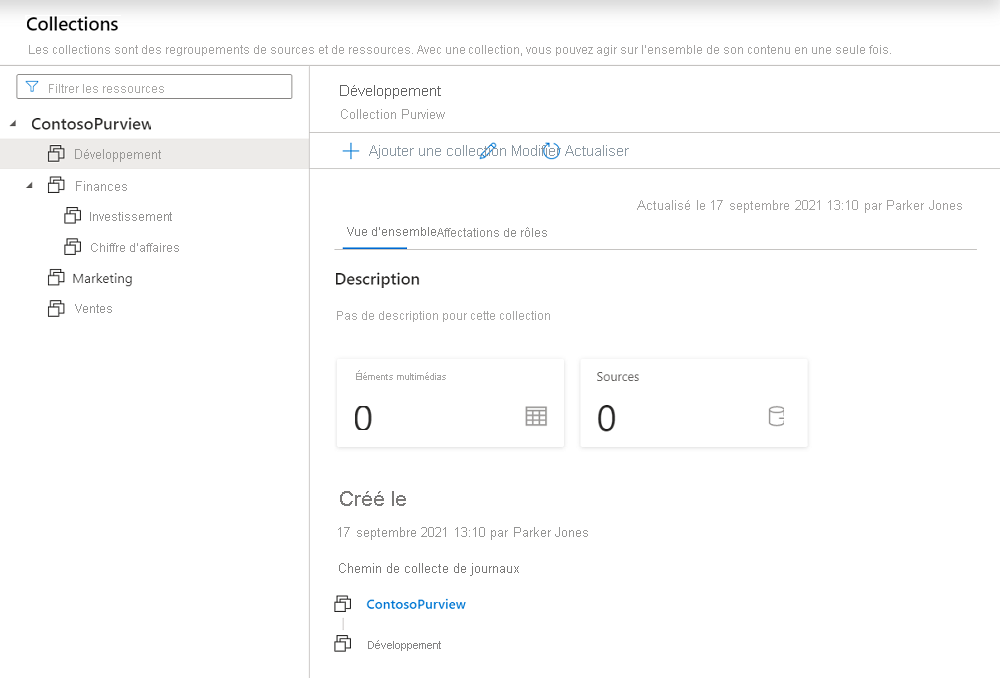 Collections
Les collections sont des regroupements de sources et de ressources. Avec une collection, vous pouvez agir sur l'ensemble de son contenu en une seule fois.
Filtrer les ressources
ContosoPurview
Développement
Finances
Investissement
Chiffre d'affaires
Marketing
Ventes
Développement
Collection Purview
Ajouter une collection Modifier Actualiser
Actualisé le 17 septembre 2021 13:10 par Parker Jones
Vue d'ensemble Affectations de rôles
Description
Pas de description pour cette collection
Éléments multimédias
0
Sources
0
Créé le
17 septembre 2021 13:10 par Parker Jones
Chemin de collecte de journaux
ContosoPurview
Développement